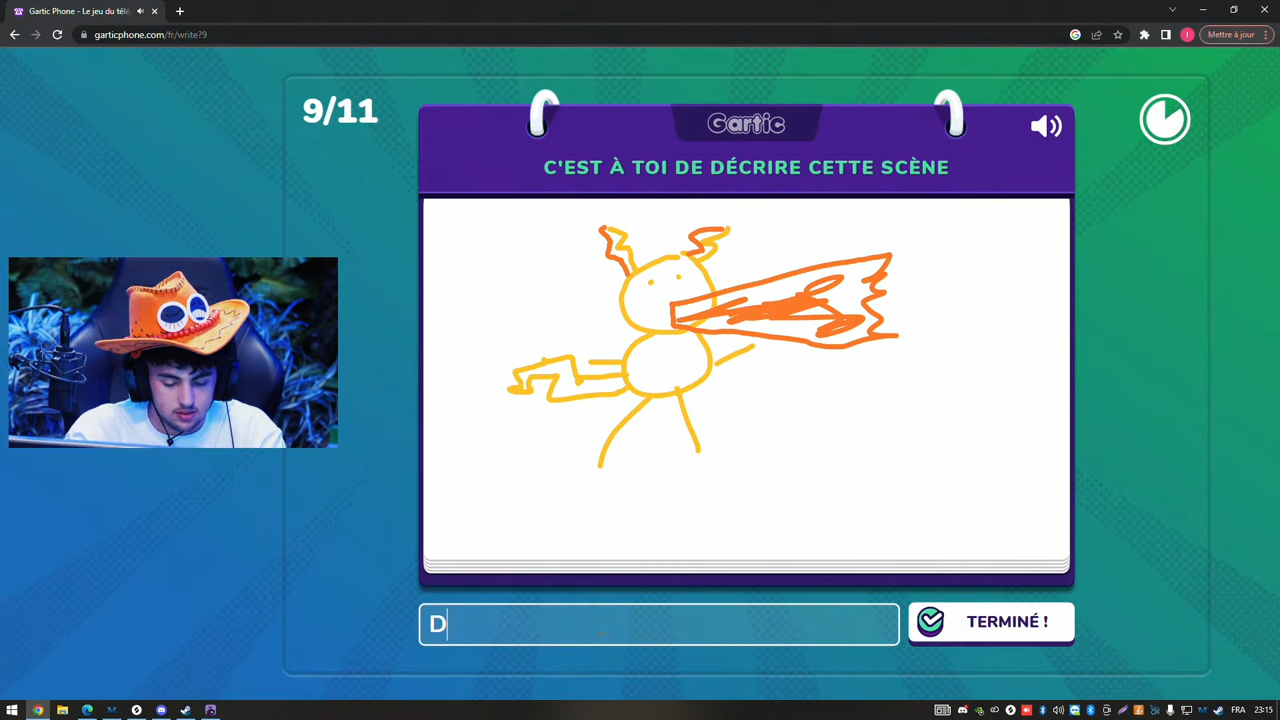 Gartic Phone - Le jeu du télé
garticphone.com/fr/write?9
Mettre à jour
9/11
Gartic
C'EST À TOI DE DÉCRIRE CETTE SCÈNE
D
TERMINÉ !
FRA
23:15